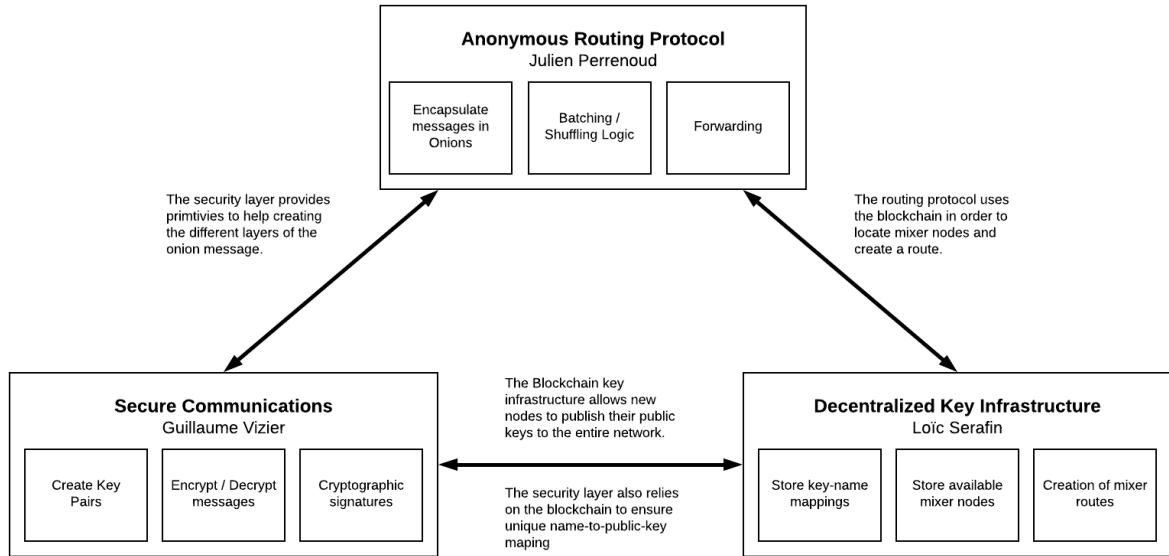 Anonymous Routing Protocol
Julien Perrenoud
Encapsulate
messages in
Onions
Batching /
Shuffling Logic
Forwarding
The security layer provides
primtivies to help creating
the different layers of the
onion message.
The routing protocol uses
the blockchain in order to
locate mixer nodes and
create a route.
Secure Communications
Guillaume Vizier
Create Key
Pairs
Encrypt / Decrypt
messages
Cryptographic
signatures
The Blockchain key
infrastructure allows new
nodes to publish their public
keys to the entire network.
The security layer also relies
on the blockchain to ensure
unique name-to-public-key
maping
Decentralized Key Infrastructure
Loïc Serafin
Store key-name
mappings
Store available
mixer nodes
Creation of mixer
routes